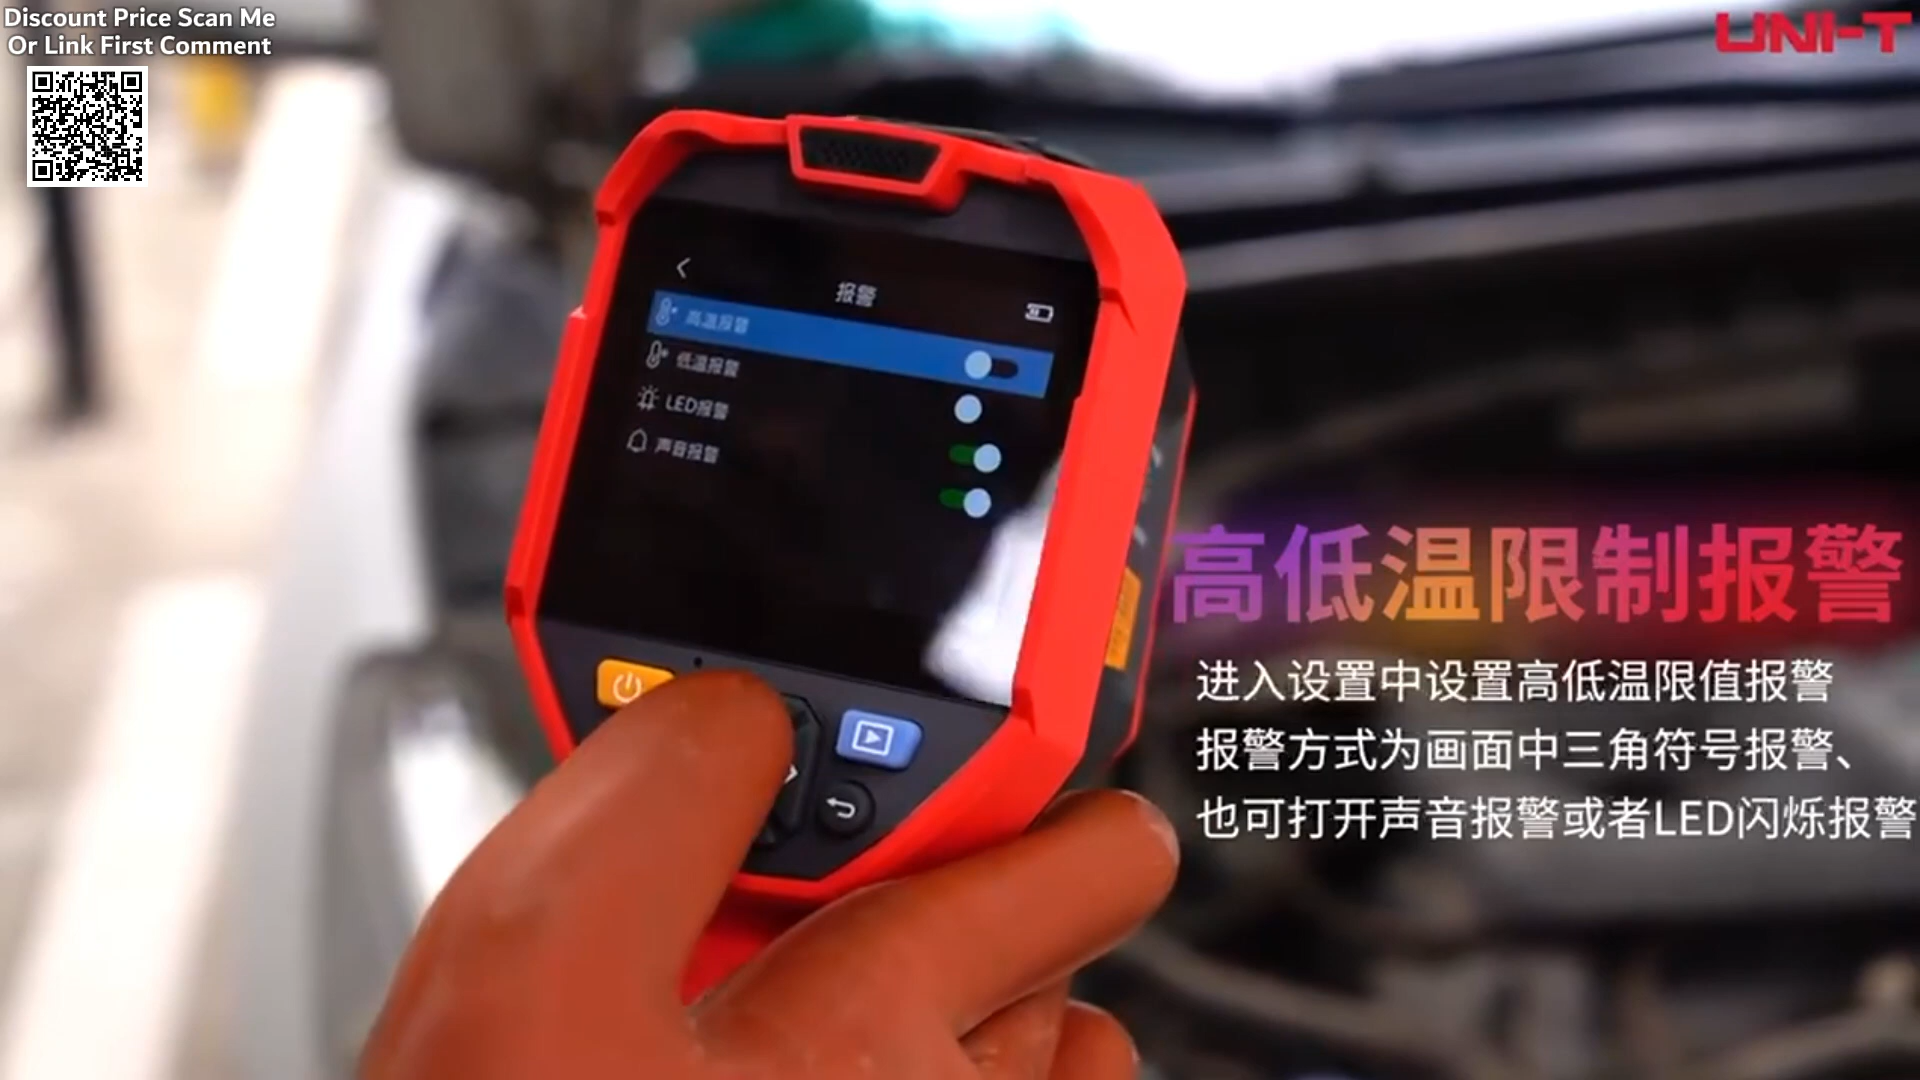 Discount Price Scan Me
Or Link First Comment
UNI-T
报警
高温报警
低温报警
LED报警
声音报警
高低温限制报警
进入设置中设置高低温限值报警
报警方式为画面中三角符号报警、
也可打开声音报警或者LED闪烁报警